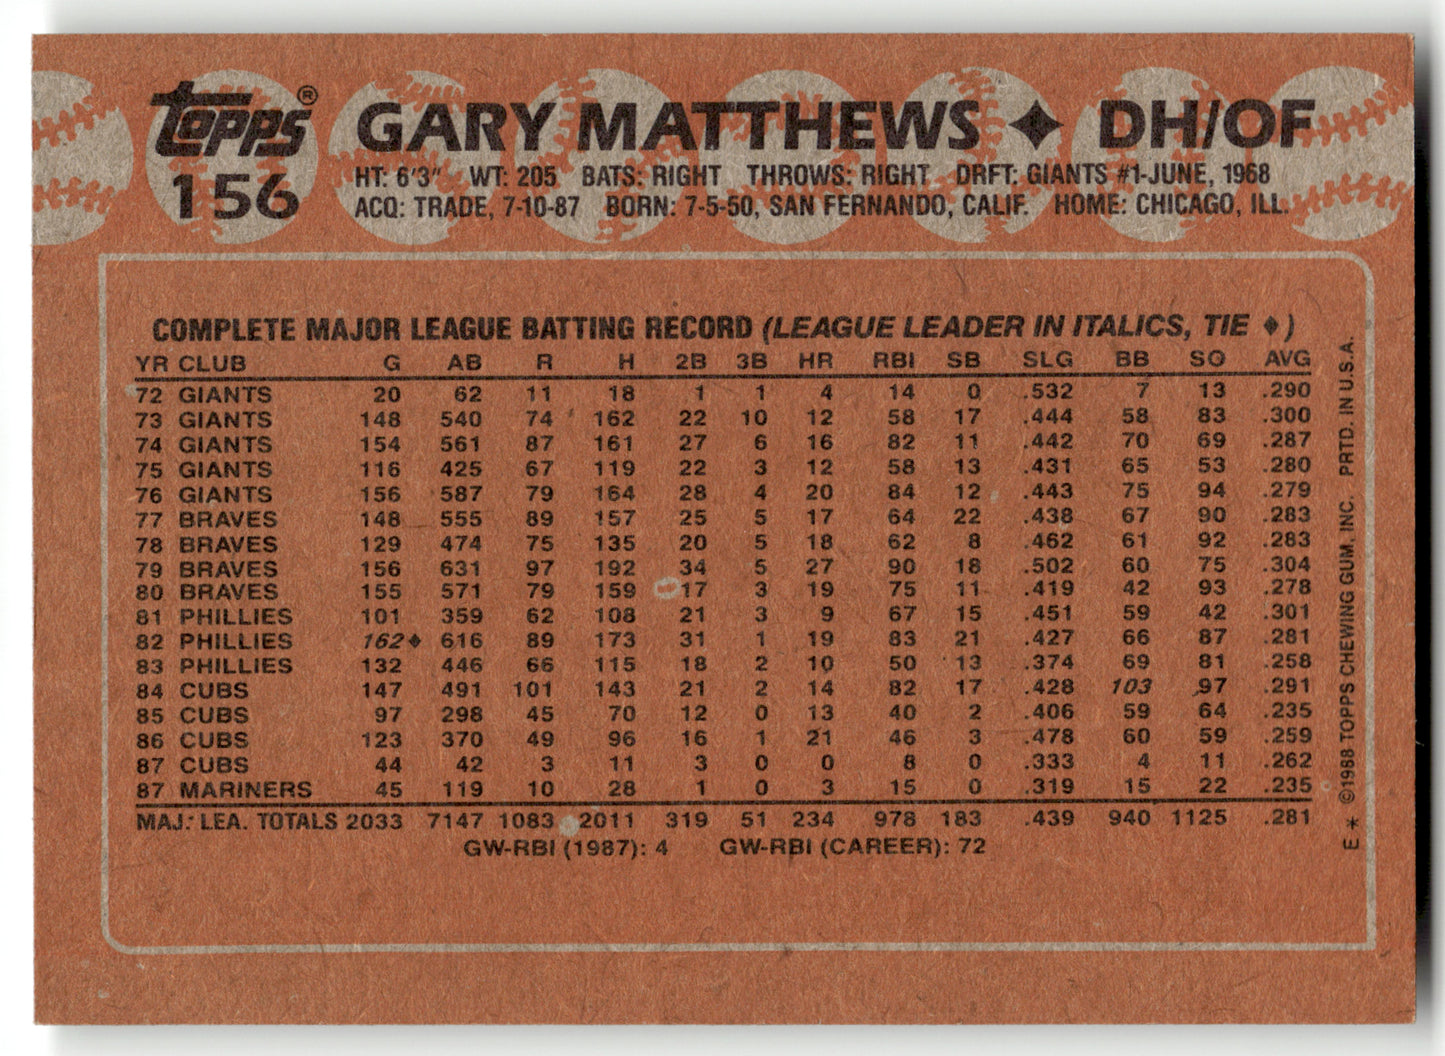 topps® GARY MATTHEWS ♦ DH/OF
156 HT: 6'3" WT: 205 BATS: RIGHT THROWS: RIGHT DRFT: GIANTS #1-JUNE, 1968
ACQ: TRADE, 7-10-87 BORN: 7-5-50, SAN FERNANDO, CALIF. HOME: CHICAGO, ILL.
COMPLETE MAJOR LEAGUE BATTING RECORD (LEAGUE LEADER IN ITALICS, TIE ♦)
YR CLUB G AB R H 2B 3B HR RBI SB SLG BB SO AVG
72 GIANTS 20 62 11 18 1 1 4 14 0 .532 7 13 .290
73 GIANTS 148 540 74 162 22 10 12 58 17 .444 58 83 .300
74 GIANTS 154 561 87 161 27 6 16 82 11 .442 70 69 .287
75 GIANTS 116 425 67 119 22 3 12 58 13 .431 65 53 .280
76 GIANTS 156 587 79 164 28 4 20 84 12 .443 75 94 .279
77 BRAVES 148 555 89 157 25 5 17 64 22 .438 67 90 .283
78 BRAVES 129 474 75 135 20 5 18 62 8 .462 61 92 .283
79 BRAVES 156 631 97 192 34 5 27 90 18 .502 60 75 .304
80 BRAVES 155 571 79 159 17 3 19 75 11 .419 42 93 .278
81 PHILLIES 101 359 62 108 21 3 9 67 15 .451 59 42 .301
82 PHILLIES 162♦ 616 89 173 31 1 19 83 21 .427 66 87 .281
83 PHILLIES 132 446 66 115 18 2 10 50 13 .374 69 81 .258
84 CUBS 147 491 101 143 21 2 14 82 17 .428 103 97 .291
85 CUBS 97 298 45 70 12 0 13 40 2 .406 59 64 .235
86 CUBS 123 370 49 96 16 1 21 46 3 .478 60 59 .259
87 CUBS 44 42 3 11 3 0 0 8 0 .333 4 11 .262
87 MARINERS 45 119 10 28 1 0 3 15 0 .319 15 22 .235
MAJ. LEA. TOTALS 2033 7147 1083 2011 319 51 234 978 183 .439 940 1125 .281
GW-RBI (1987): 4 GW-RBI (CAREER): 72
E* ©1988 TOPPS CHEWING GUM, INC. PRTD. IN U.S.A.